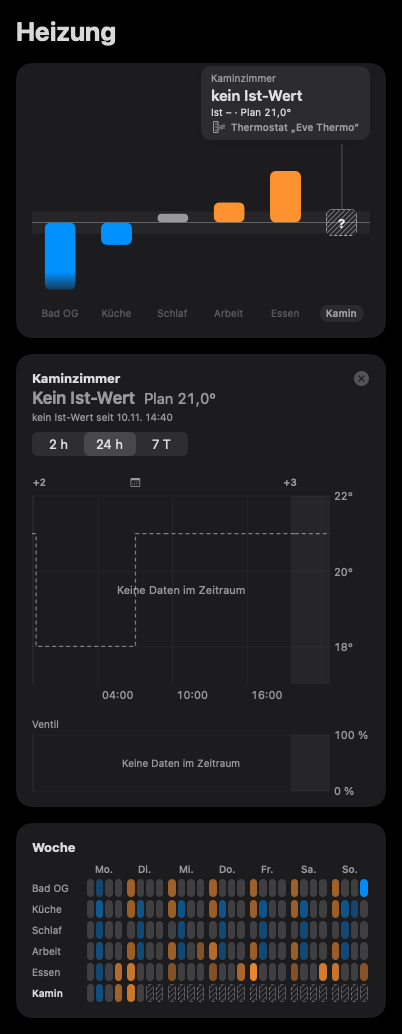 Heizung
Kaminzimmer
kein Ist-Wert
Ist – · Plan 21,0°
Thermostat „Eve Thermo“
?
Bad OG Küche Schlaf Arbeit Essen Kamin
Kaminzimmer
Kein Ist-Wert Plan 21,0°
kein Ist-Wert seit 10.11. 14:40
2 h 24 h 7 T
+2 +3
22°
20°
Keine Daten im Zeitraum
18°
04:00 10:00 16:00
Ventil
100 %
Keine Daten im Zeitraum
0 %
Woche
Mo. Di. Mi. Do. Fr. Sa. So.
Bad OG
Küche
Schlaf
Arbeit
Essen
Kamin